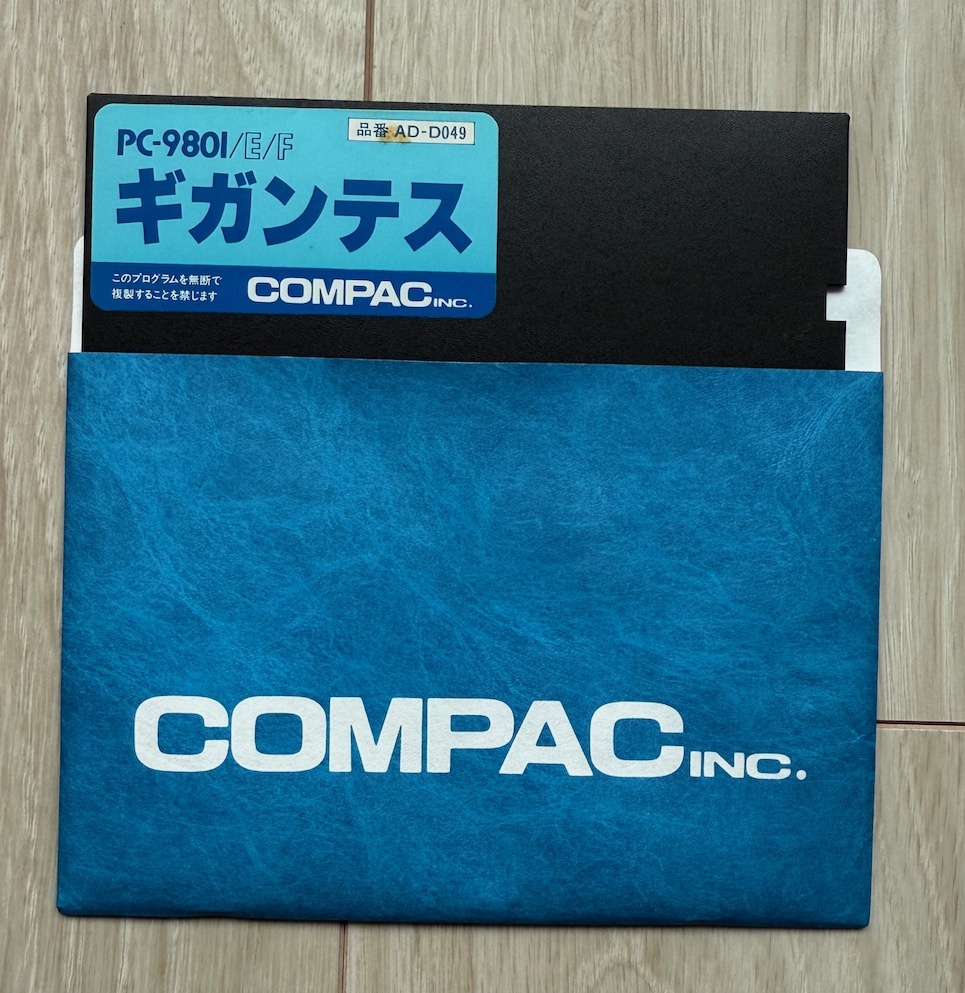 PC-9801/E/F
品番 AD-D049
ギガンテス
このプログラムを無断で
複製することを禁じます
COMPAC INC.
COMPAC INC.